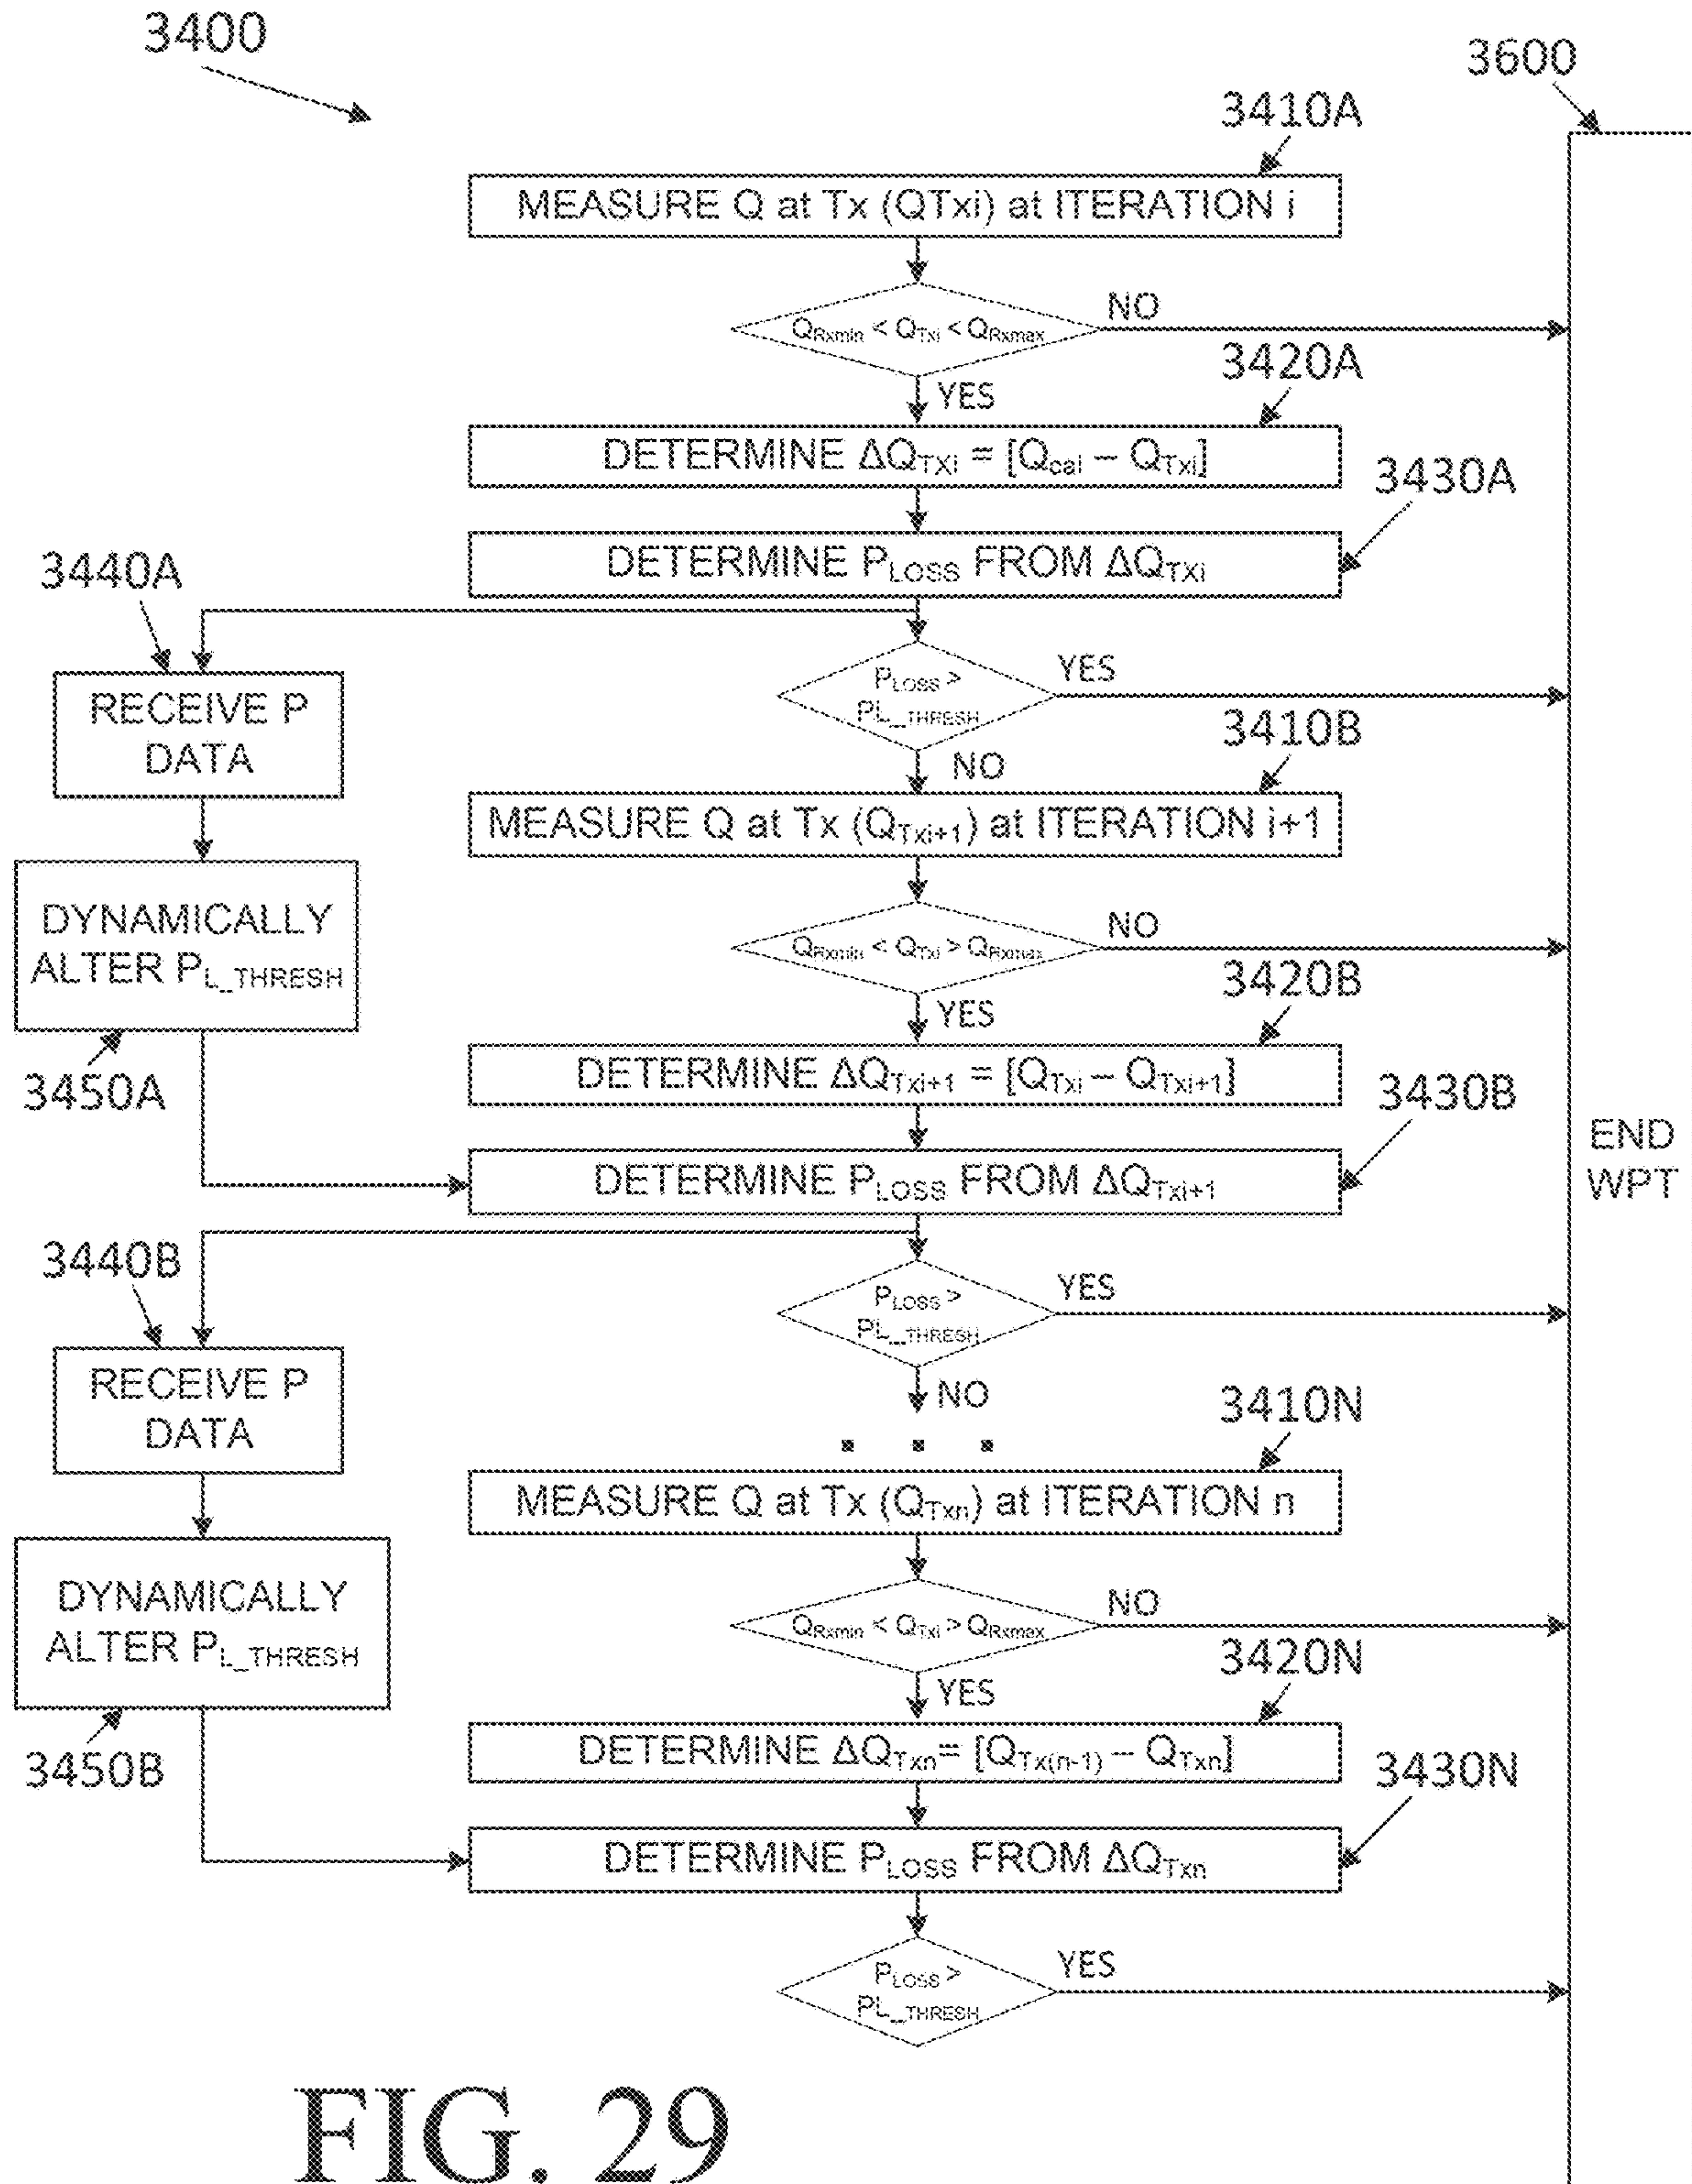 3400
3600
3410A
MEASURE Q at Tx (QTxi) at ITERATION i
QRxmin < QTxi < QRxmax
NO
3420A
YES
DETERMINE ΔQTXi = [Qcal – QTxi]
3430A
DETERMINE PLOSS FROM ΔQTXi
3440A
RECEIVE P
DATA
PLOSS >
PL_THRESH
YES
3410B
NO
MEASURE Q at Tx (QTxi+1) at ITERATION i+1
DYNAMICALLY
ALTER PL_THRESH
3450A
QRxmin < QTxi > QRxmax
NO
3420B
YES
DETERMINE ΔQTxi+1 = [QTxi – QTxi+1]
3430B
DETERMINE PLOSS FROM ΔQTxi+1
END
WPT
3440B
RECEIVE P
DATA
PLOSS >
PL_THRESH
YES
NO
3410N
. . .
MEASURE Q at Tx (QTxn) at ITERATION n
DYNAMICALLY
ALTER PL_THRESH
3450B
QRxmin < QTxi > QRxmax
NO
3420N
YES
DETERMINE ΔQTxn= [QTx(n-1) – QTxn]
3430N
DETERMINE PLOSS FROM ΔQTxn
PLOSS >
PL_THRESH
YES
FIG. 29